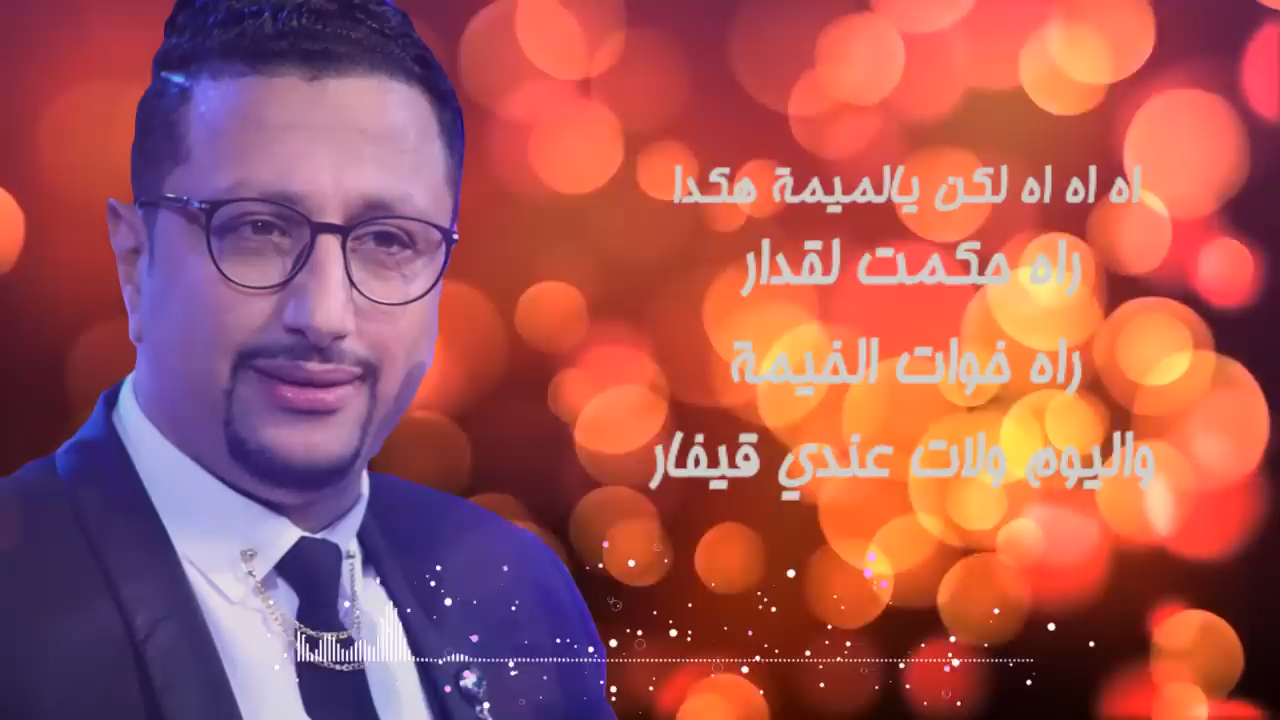 اه اه اه لكن يالميمة هكدا
راه حكمت لقدار
راه خوات الخيمة
واليوم ولات عندي قيفار